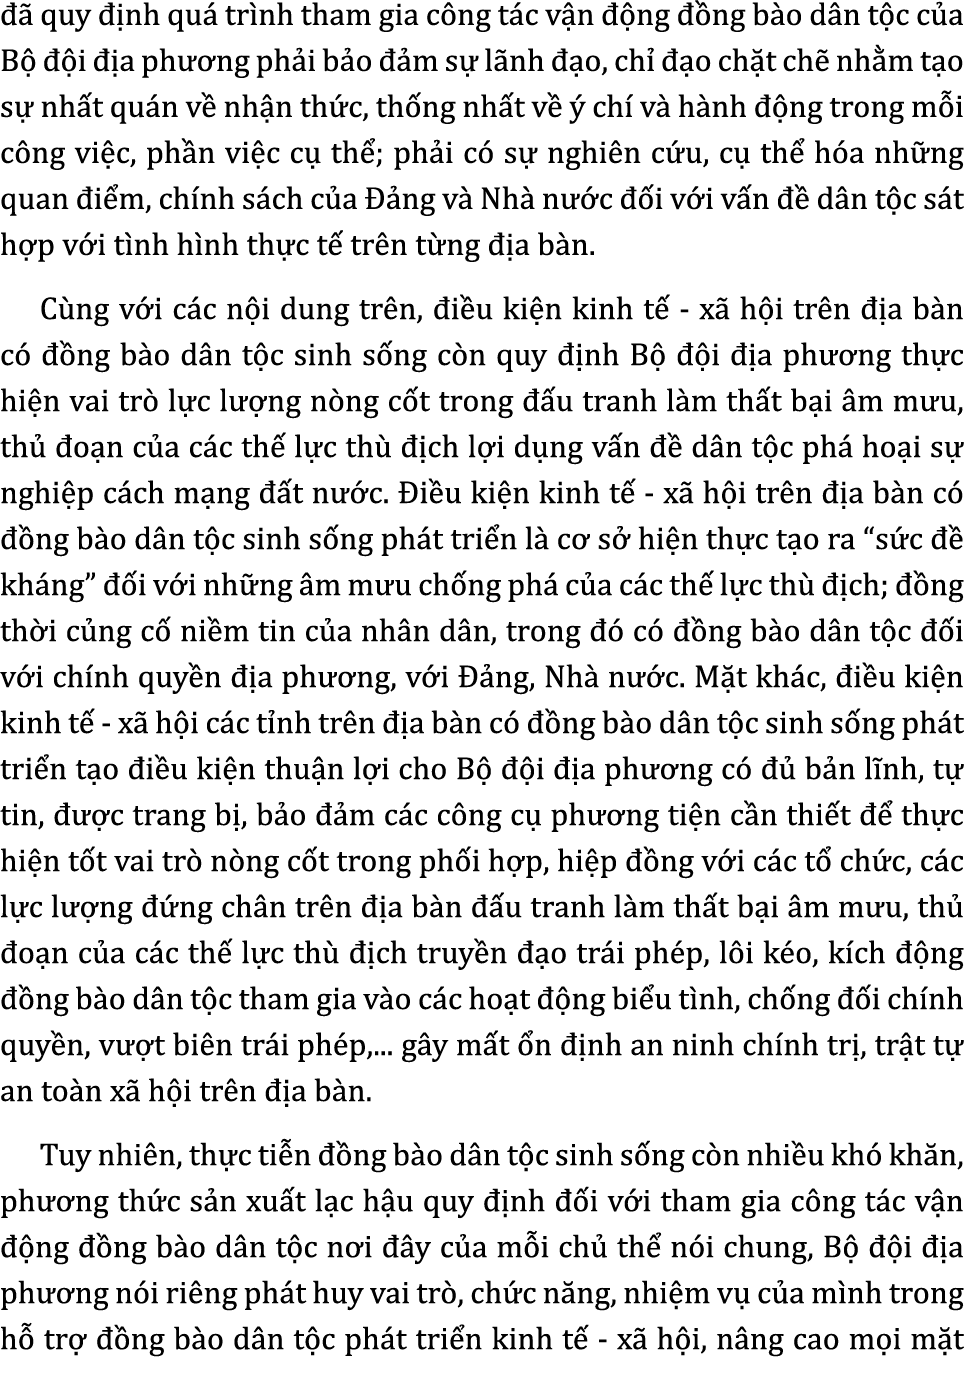 đã quy định quá trình tham gia công tác vận động đồng bào dân tộc của
Bộ đội địa phương phải bảo đảm sự lãnh đạo, chỉ đạo chặt chẽ nhằm tạo
sự nhất quán về nhận thức, thống nhất về ý chí và hành động trong mỗi
công việc, phần việc cụ thể; phải có sự nghiên cứu, cụ thể hóa những
quan điểm, chính sách của Đảng và Nhà nước đối với vấn đề dân tộc sát
hợp với tình hình thực tế trên từng địa bàn.
Cùng với các nội dung trên, điều kiện kinh tế - xã hội trên địa bàn
có đồng bào dân tộc sinh sống còn quy định Bộ đội địa phương thực
hiện vai trò lực lượng nòng cốt trong đấu tranh làm thất bại âm mưu,
thủ đoạn của các thế lực thù địch lợi dụng vấn đề dân tộc phá hoại sự
nghiệp cách mạng đất nước. Điều kiện kinh tế - xã hội trên địa bàn có
đồng bào dân tộc sinh sống phát triển là cơ sở hiện thực tạo ra “sức đề
kháng” đối với những âm mưu chống phá của các thế lực thù địch; đồng
thời củng cố niềm tin của nhân dân, trong đó có đồng bào dân tộc đối
với chính quyền địa phương, với Đảng, Nhà nước. Mặt khác, điều kiện
kinh tế - xã hội các tỉnh trên địa bàn có đồng bào dân tộc sinh sống phát
triển tạo điều kiện thuận lợi cho Bộ đội địa phương có đủ bản lĩnh, tự
tin, được trang bị, bảo đảm các công cụ phương tiện cần thiết để thực
hiện tốt vai trò nòng cốt trong phối hợp, hiệp đồng với các tổ chức, các
lực lượng đứng chân trên địa bàn đấu tranh làm thất bại âm mưu, thủ
đoạn của các thế lực thù địch truyền đạo trái phép, lôi kéo, kích động
đồng bào dân tộc tham gia vào các hoạt động biểu tình, chống đối chính
quyền, vượt biên trái phép,... gây mất ổn định an ninh chính trị, trật tự
an toàn xã hội trên địa bàn.
Tuy nhiên, thực tiễn đồng bào dân tộc sinh sống còn nhiều khó khăn,
phương thức sản xuất lạc hậu quy định đối với tham gia công tác vận
động đồng bào dân tộc nơi đây của mỗi chủ thể nói chung, Bộ đội địa
phương nói riêng phát huy vai trò, chức năng, nhiệm vụ của mình trong
hỗ trợ đồng bào dân tộc phát triển kinh tế - xã hội, nâng cao mọi mặt